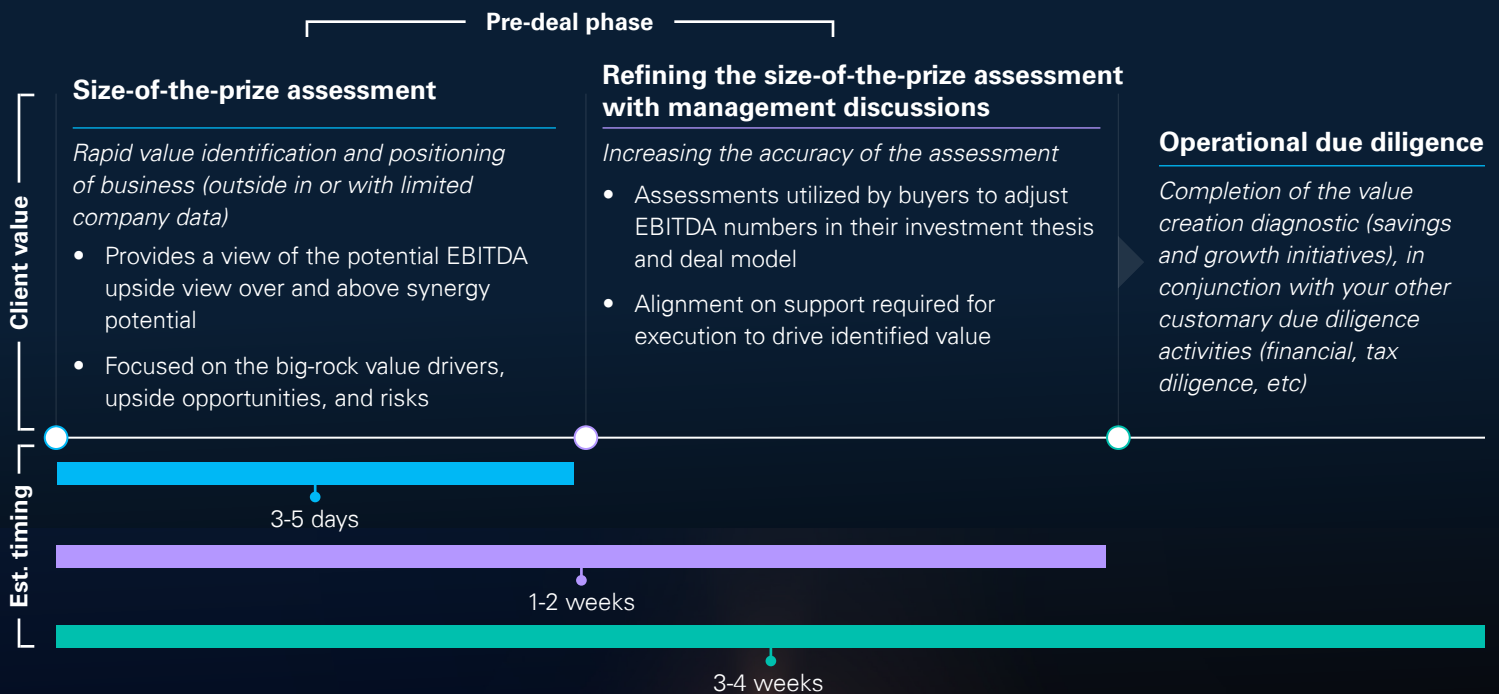 Pre-deal phase
Client value
Size-of-the-prize assessment
Rapid value identification and positioning
of business (outside in or with limited
company data)
• Provides a view of the potential EBITDA
upside view over and above synergy
potential
• Focused on the big-rock value drivers,
upside opportunities, and risks
Refining the size-of-the-prize assessment
with management discussions
Increasing the accuracy of the assessment
• Assessments utilized by buyers to adjust
EBITDA numbers in their investment thesis
and deal model
• Alignment on support required for
execution to drive identified value
Operational due diligence
Completion of the value
creation diagnostic (savings
and growth initiatives), in
conjunction with your other
customary due diligence
activities (financial, tax
diligence, etc)
Est. timing
3-5 days
1-2 weeks
3-4 weeks